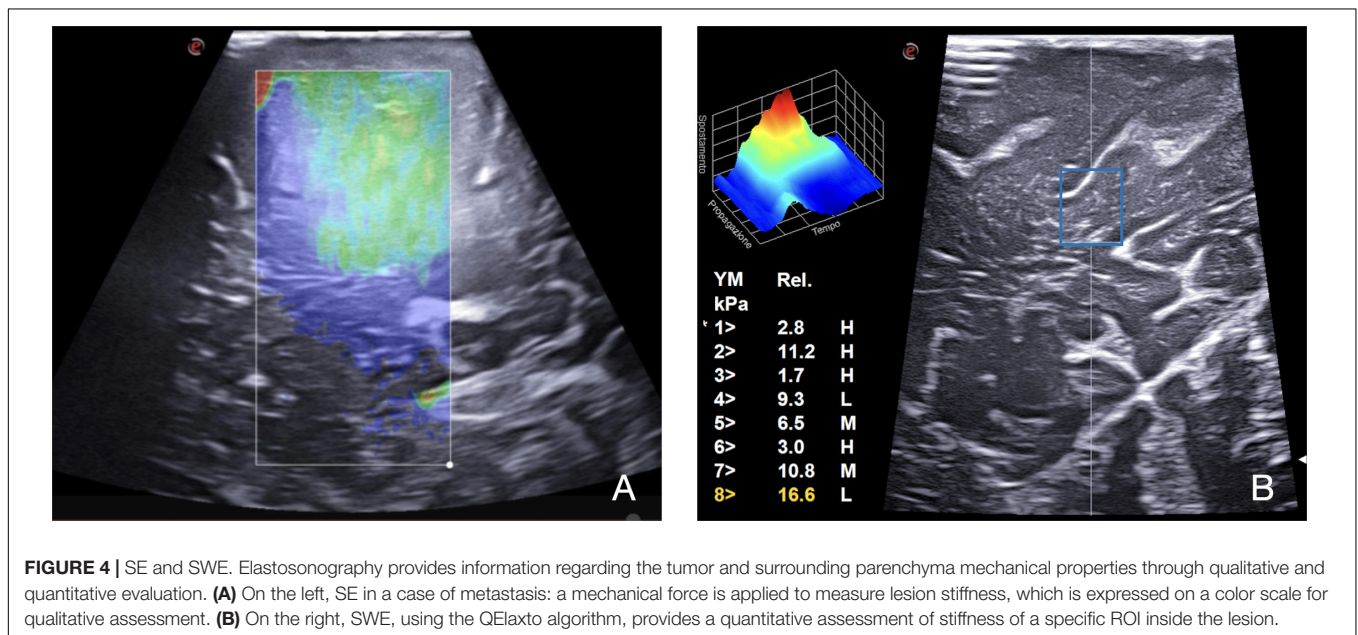 A
Spostamento
Propagazione
Tempo
YM Rel.
kPa
1> 2.8 H
2> 11.2 H
3> 1.7 H
4> 9.3 L
5> 6.5 M
6> 3.0 H
7> 10.8 M
8> 16.6 L
B
FIGURE 4 | SE and SWE. Elastosonography provides information regarding the tumor and surrounding parenchyma mechanical properties through qualitative and
quantitative evaluation. (A) On the left, SE in a case of metastasis: a mechanical force is applied to measure lesion stiffness, which is expressed on a color scale for
qualitative assessment. (B) On the right, SWE, using the QElaxto algorithm, provides a quantitative assessment of stiffness of a specific ROI inside the lesion.